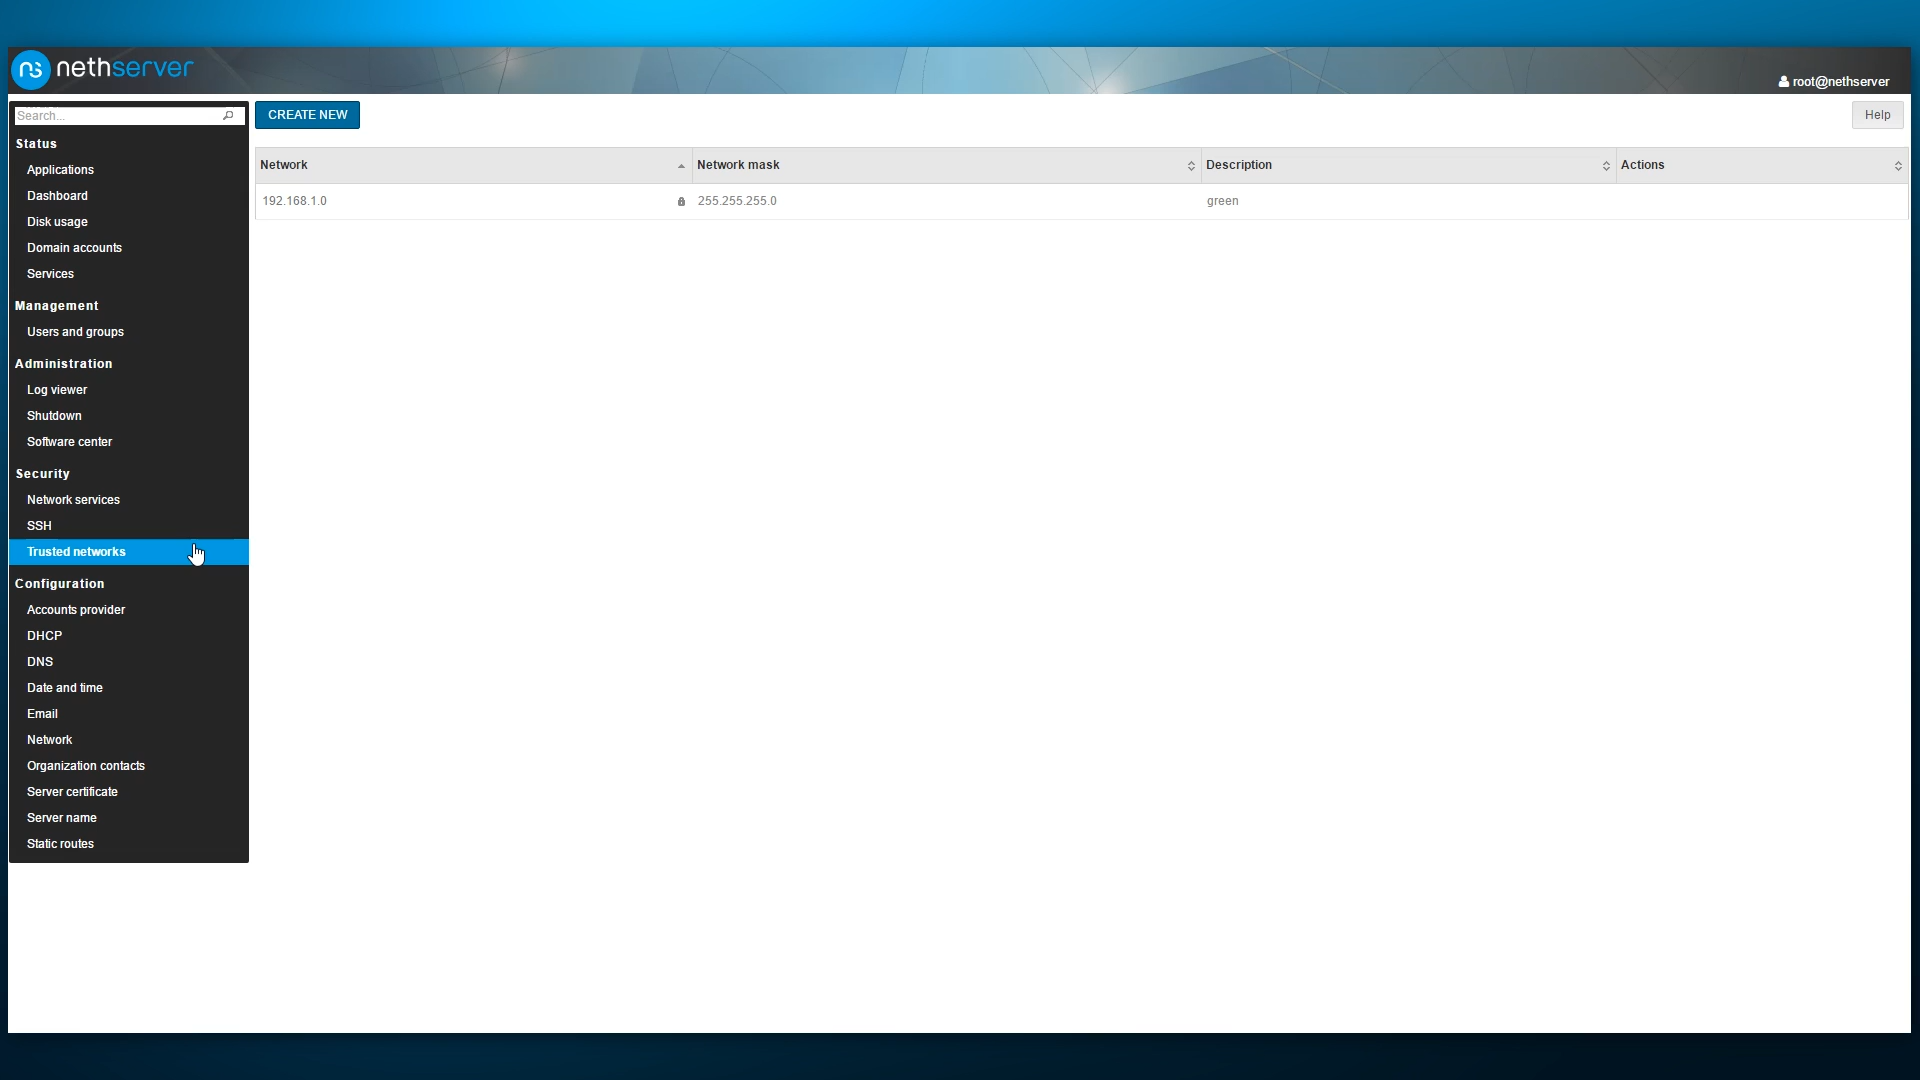 nethserver
root@nethserver
Search...
CREATE NEW
Help
Status
Applications
Dashboard
Disk usage
Domain accounts
Services
Management
Users and groups
Administration
Log viewer
Shutdown
Software center
Security
Network services
SSH
Trusted networks
Configuration
Accounts provider
DHCP
DNS
Date and time
Email
Network
Organization contacts
Server certificate
Server name
Static routes
Network Network mask Description Actions
192.168.1.0 255.255.255.0 green